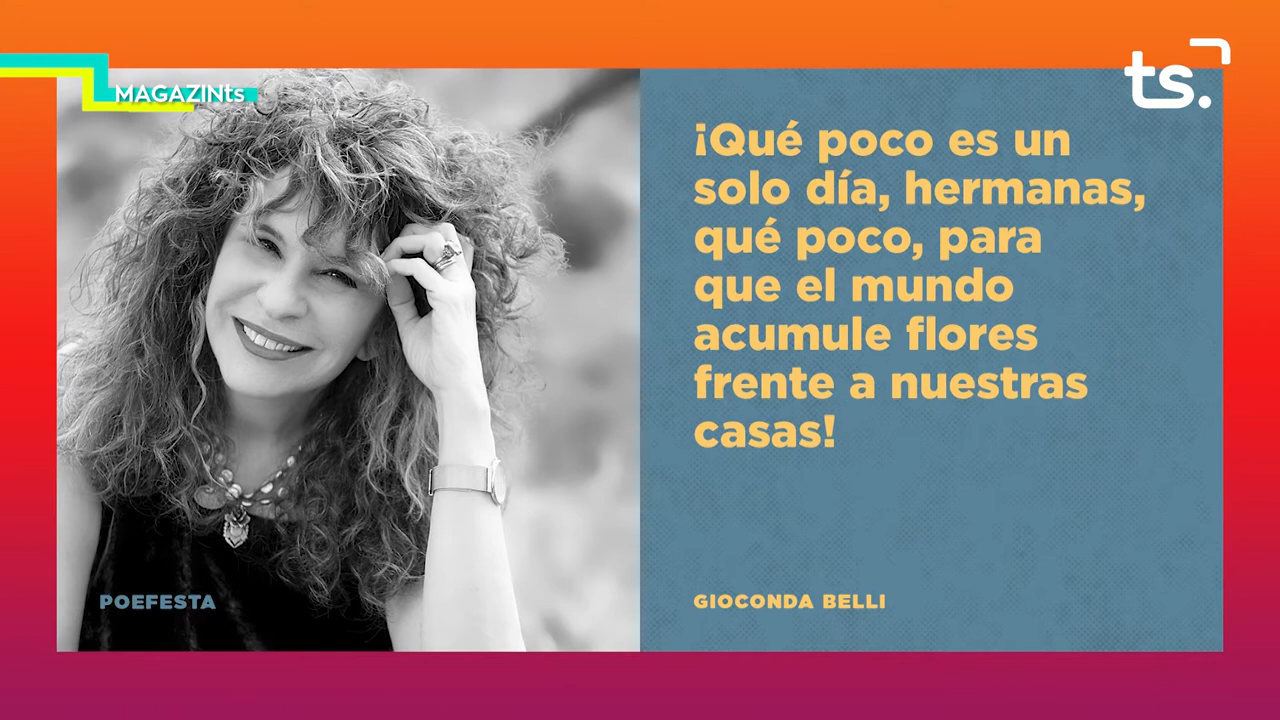 MAGAZINts
ts.
¡Qué poco es un
solo día, hermanas,
qué poco, para
que el mundo
acumule flores
frente a nuestras
casas!
POEFESTA
GIOCONDA BELLI